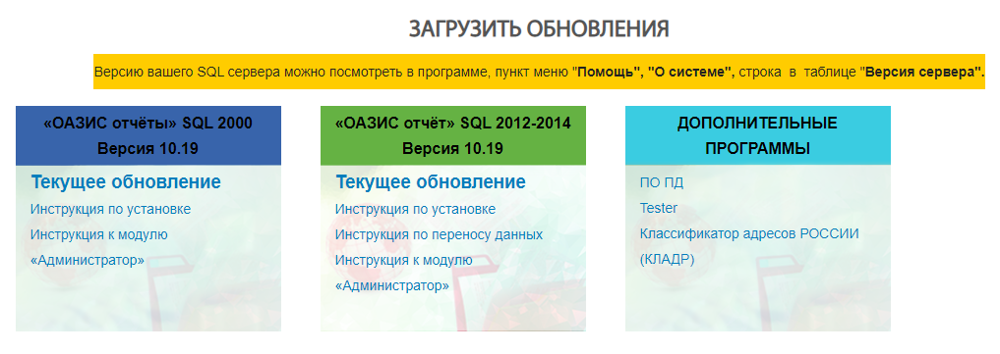 ЗАГРУЗИТЬ ОБНОВЛЕНИЯ
Версию вашего SQL сервера можно посмотреть в программе, пункт меню "Помощь", "О системе", строка в таблице "Версия сервера".
«ОАЗИС отчёты» SQL 2000
Версия 10.19
Текущее обновление
Инструкция по установке
Инструкция к модулю
«Администратор»
«ОАЗИС отчёт» SQL 2012-2014
Версия 10.19
Текущее обновление
Инструкция по установке
Инструкция по переносу данных
Инструкция к модулю
«Администратор»
ДОПОЛНИТЕЛЬНЫЕ
ПРОГРАММЫ
ПО ПД
Tester
Классификатор адресов РОССИИ
(КЛАДР)